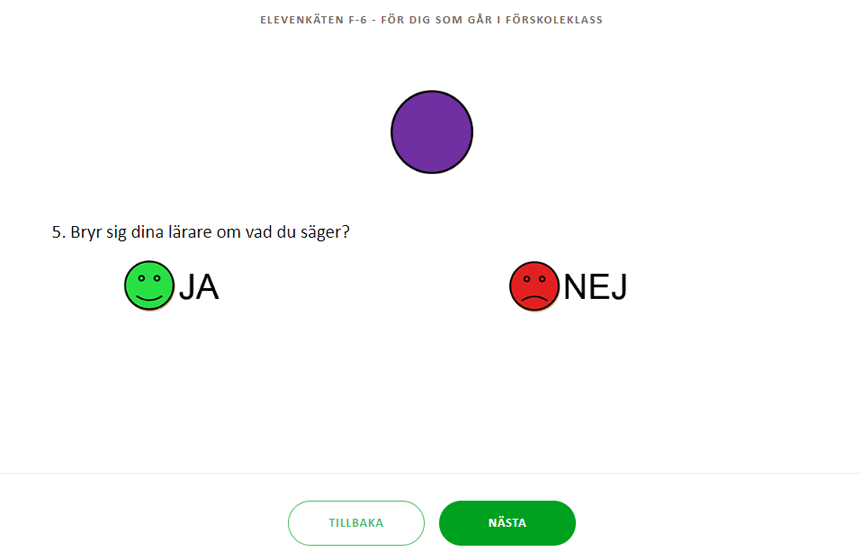 ELEVENKÄTEN F-6 - FÖR DIG SOM GÅR I FÖRSKOLEKLASS
5. Bryr sig dina lärare om vad du säger?
JA
NEJ
TILLBAKA
NÄSTA